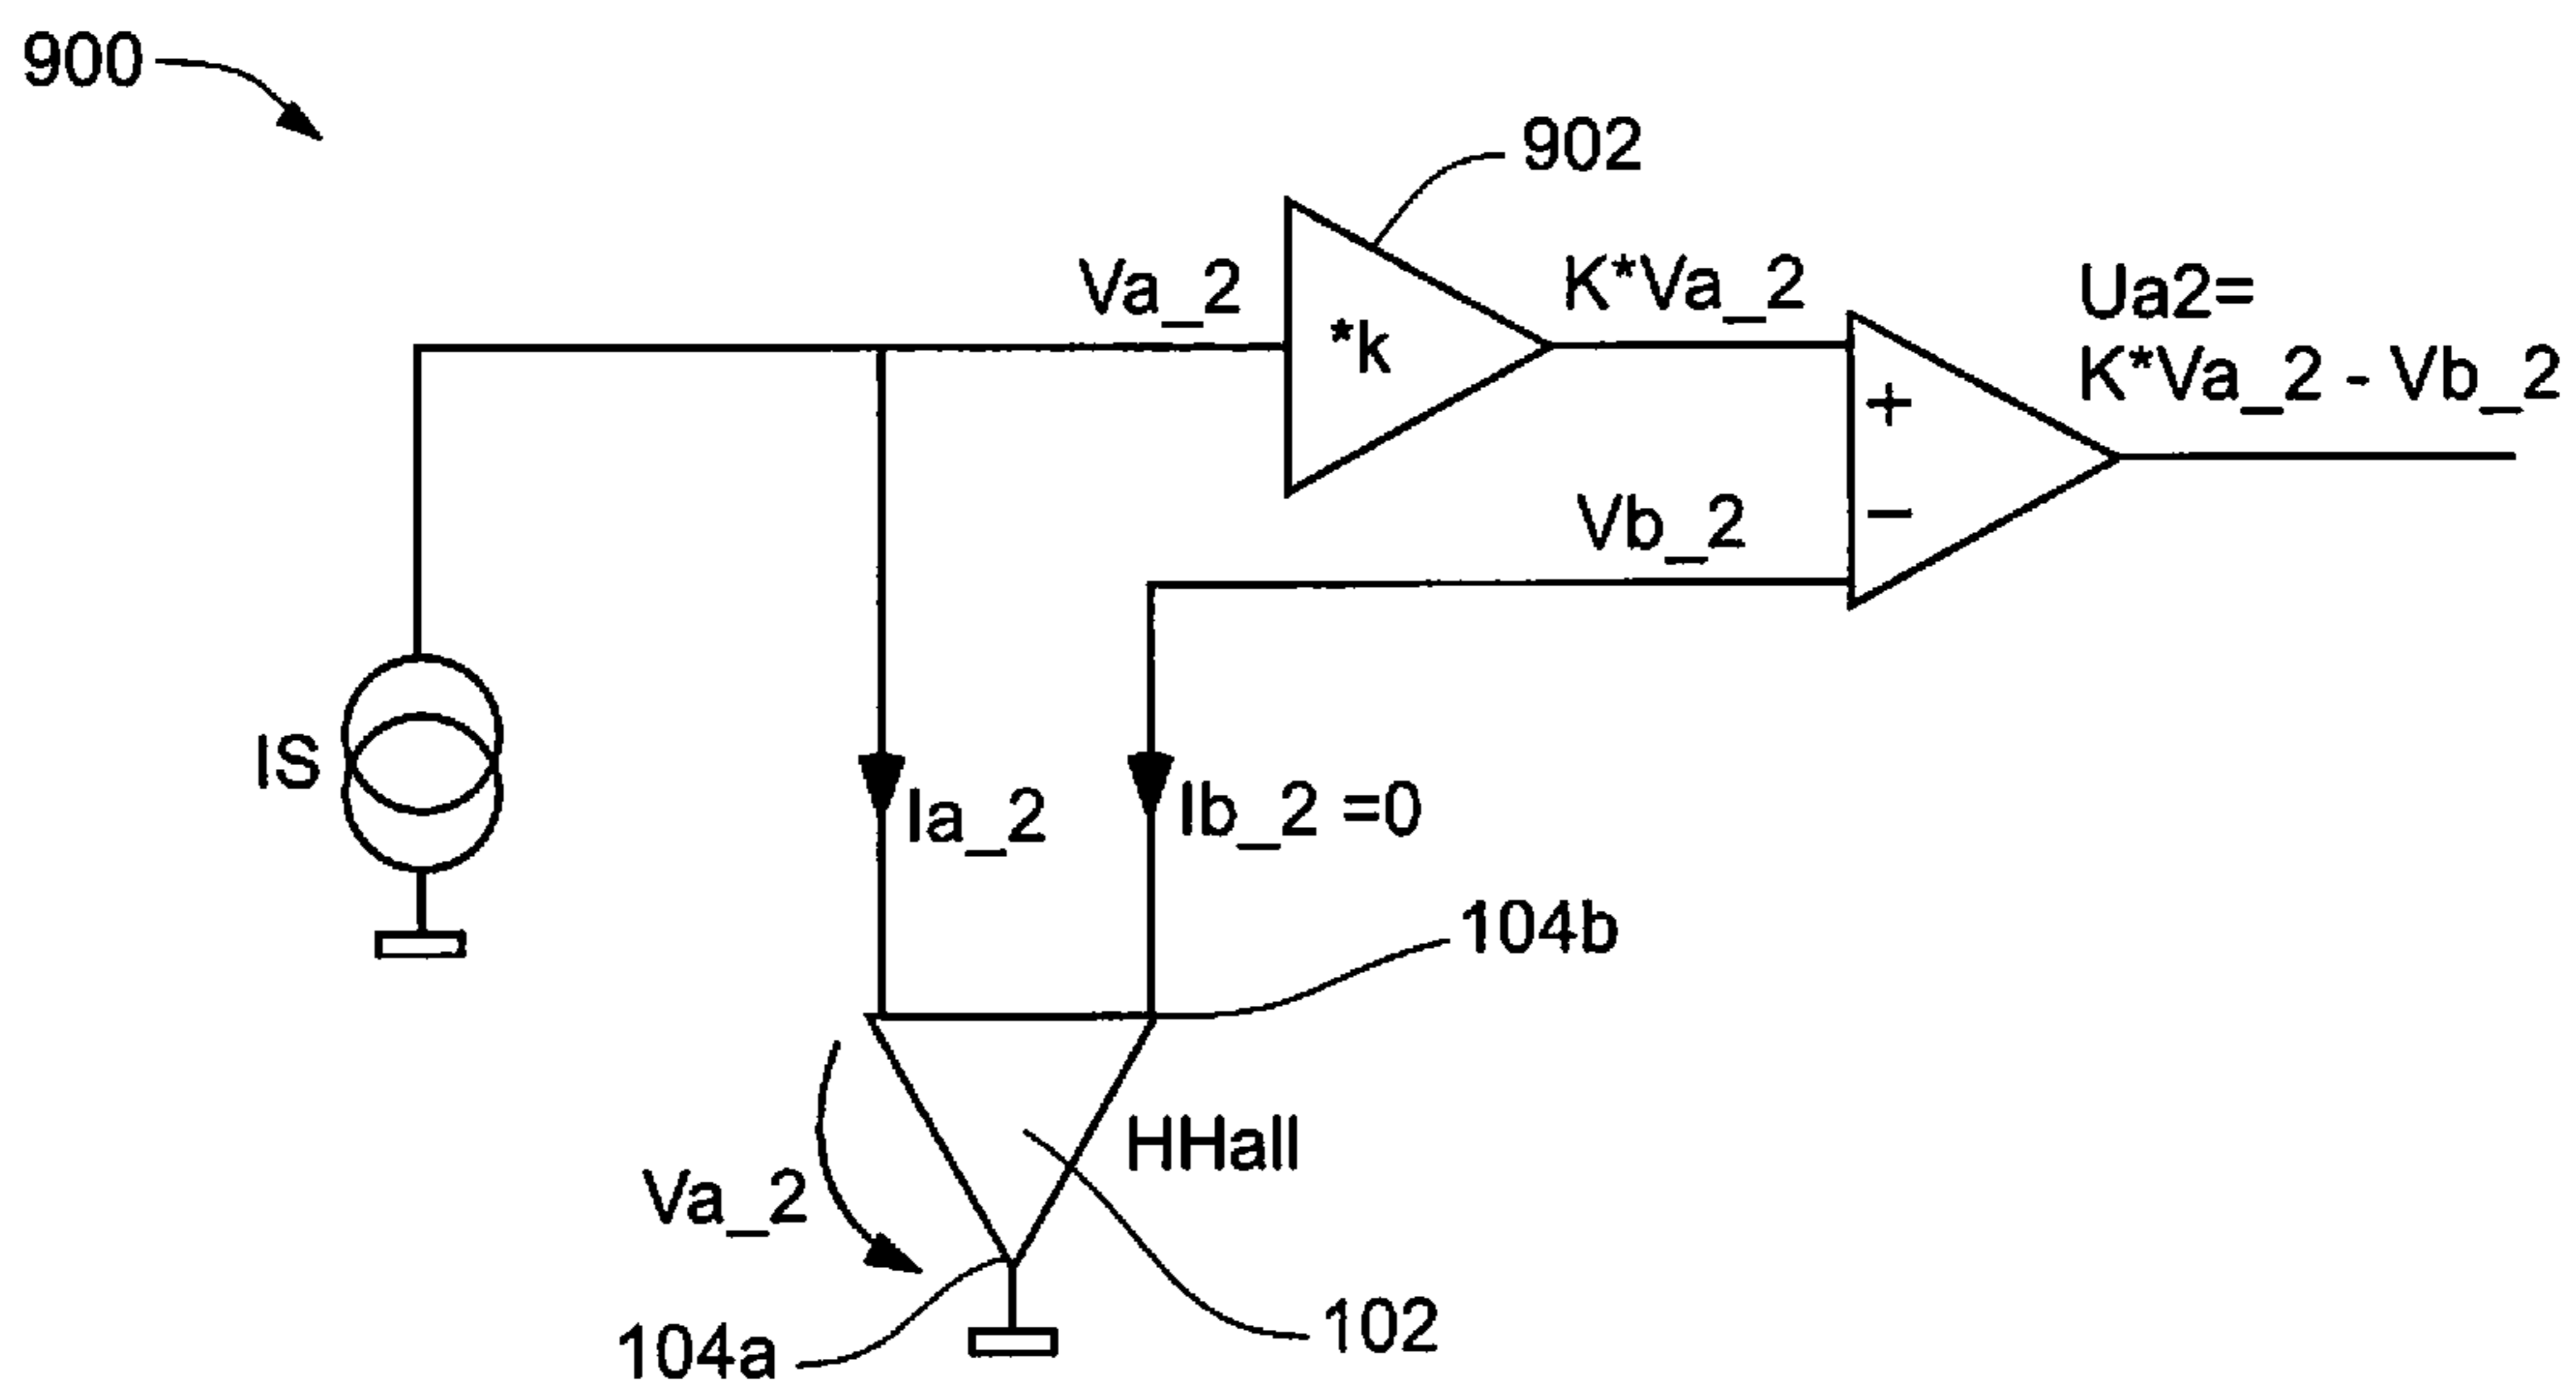 900
902
Va_2
K*Va_2
Ua2=
K*Va_2 - Vb_2
*k
+
−
Vb_2
IS
Ia_2
Ib_2 =0
104b
HHall
Va_2
104a
102